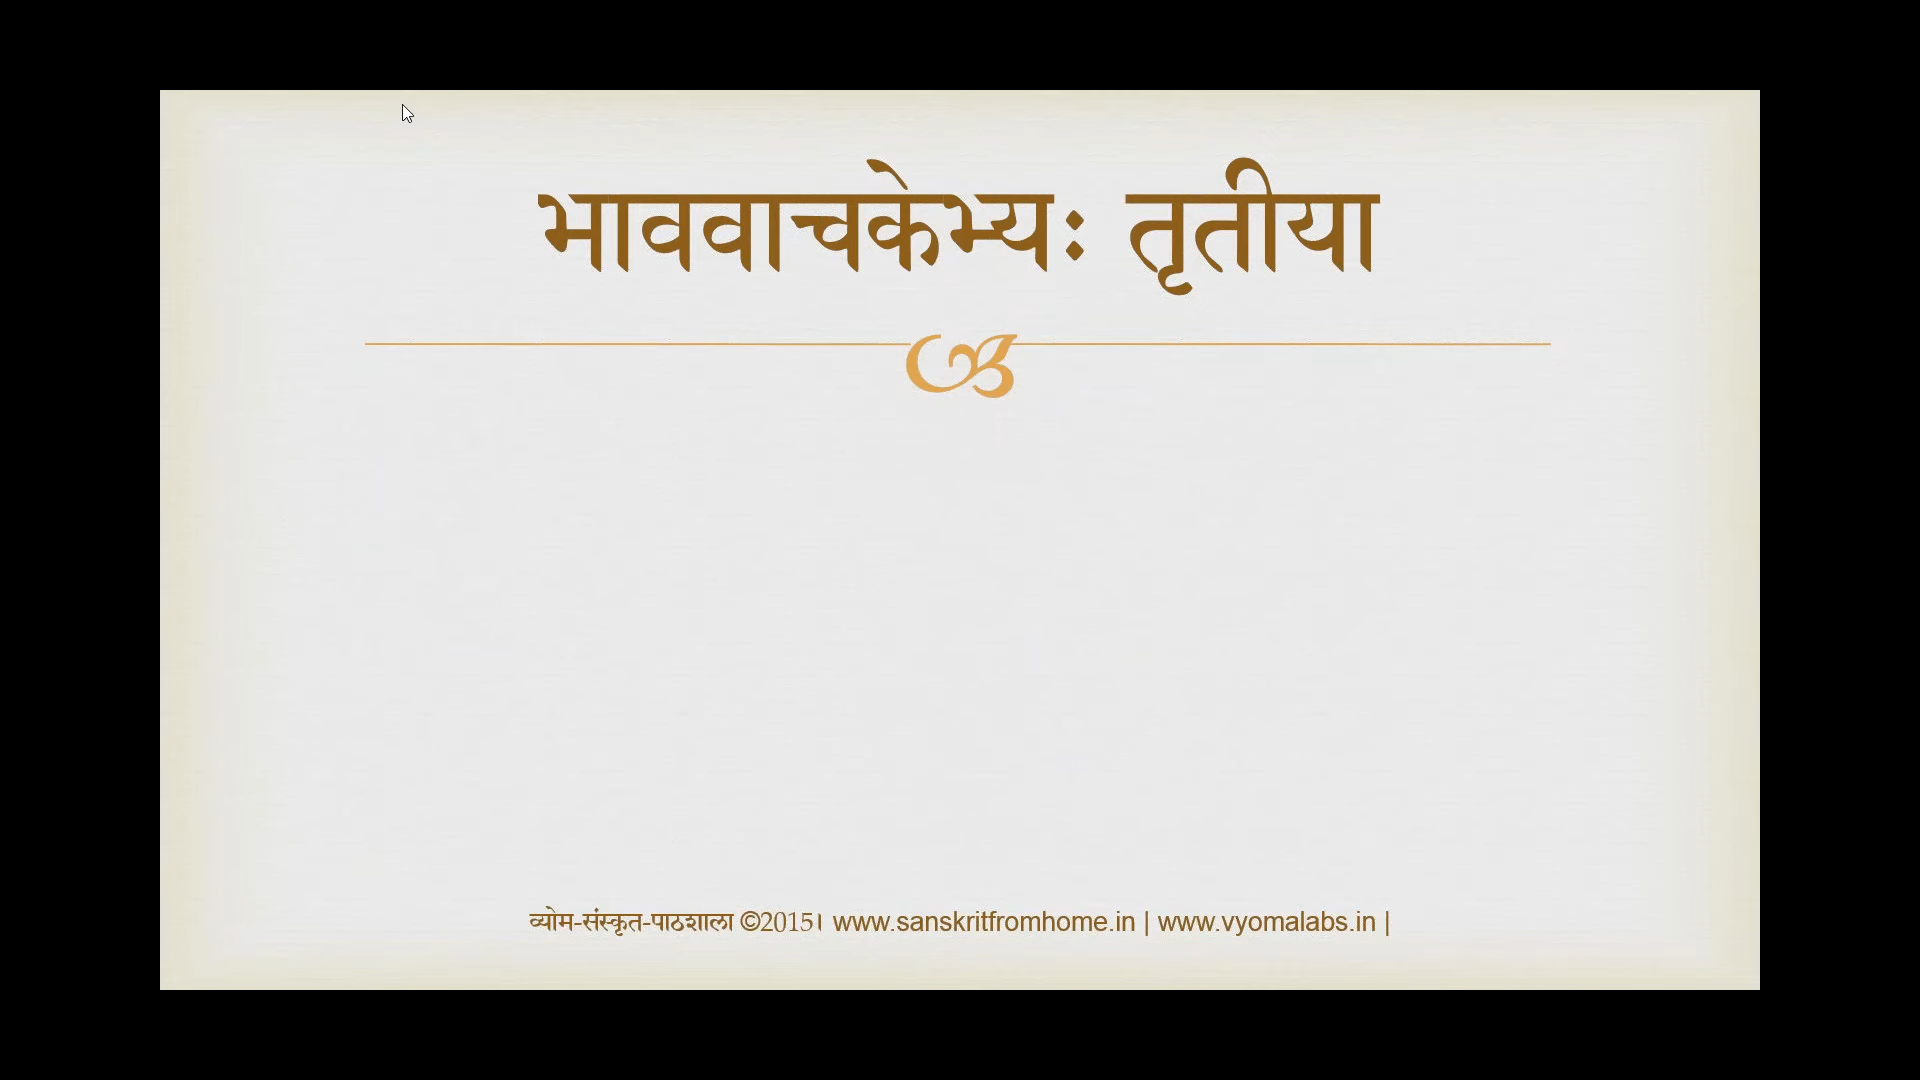 भाववाचकेभ्यः तृतीया
व्योम-संस्कृत-पाठशाला ©2015। www.sanskritfromhome.in | www.vyomalabs.in |